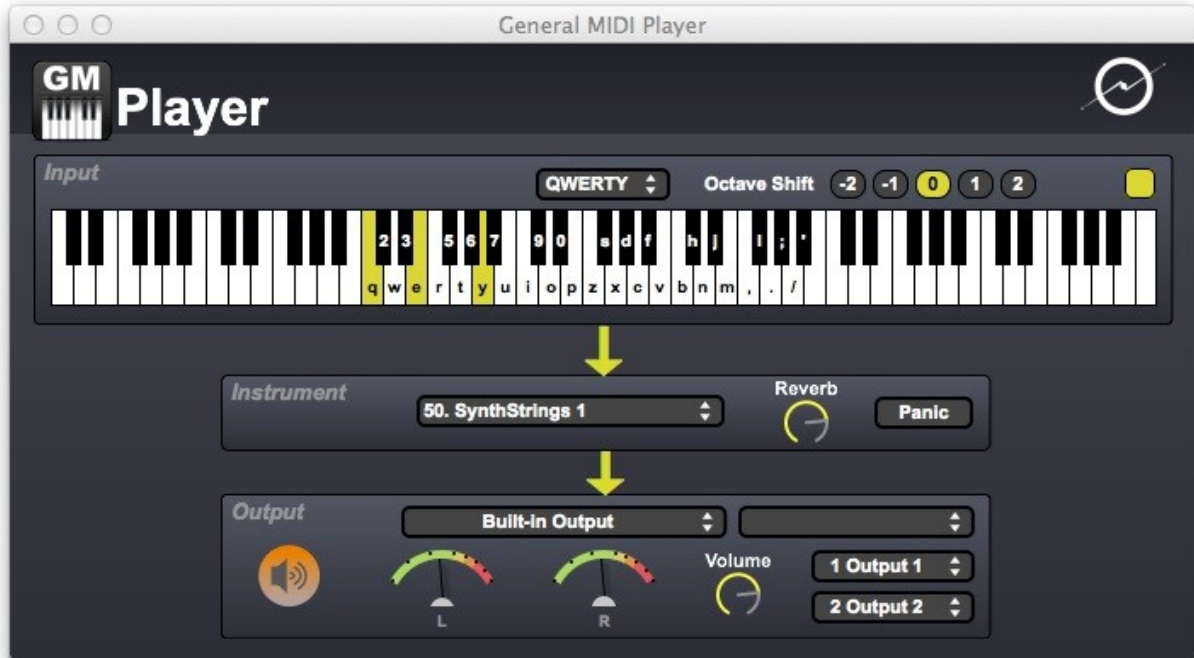 General MIDI Player
GM
Player
Input
QWERTY
Octave Shift -2 -1 0 1 2
2 3 5 6 7 9 0 s d f h j l ; '
q w e r t y u i o p z x c v b n m , . /
Instrument
50. SynthStrings 1
Reverb
Panic
Output
Built-in Output
Volume
1 Output 1
2 Output 2
L
R